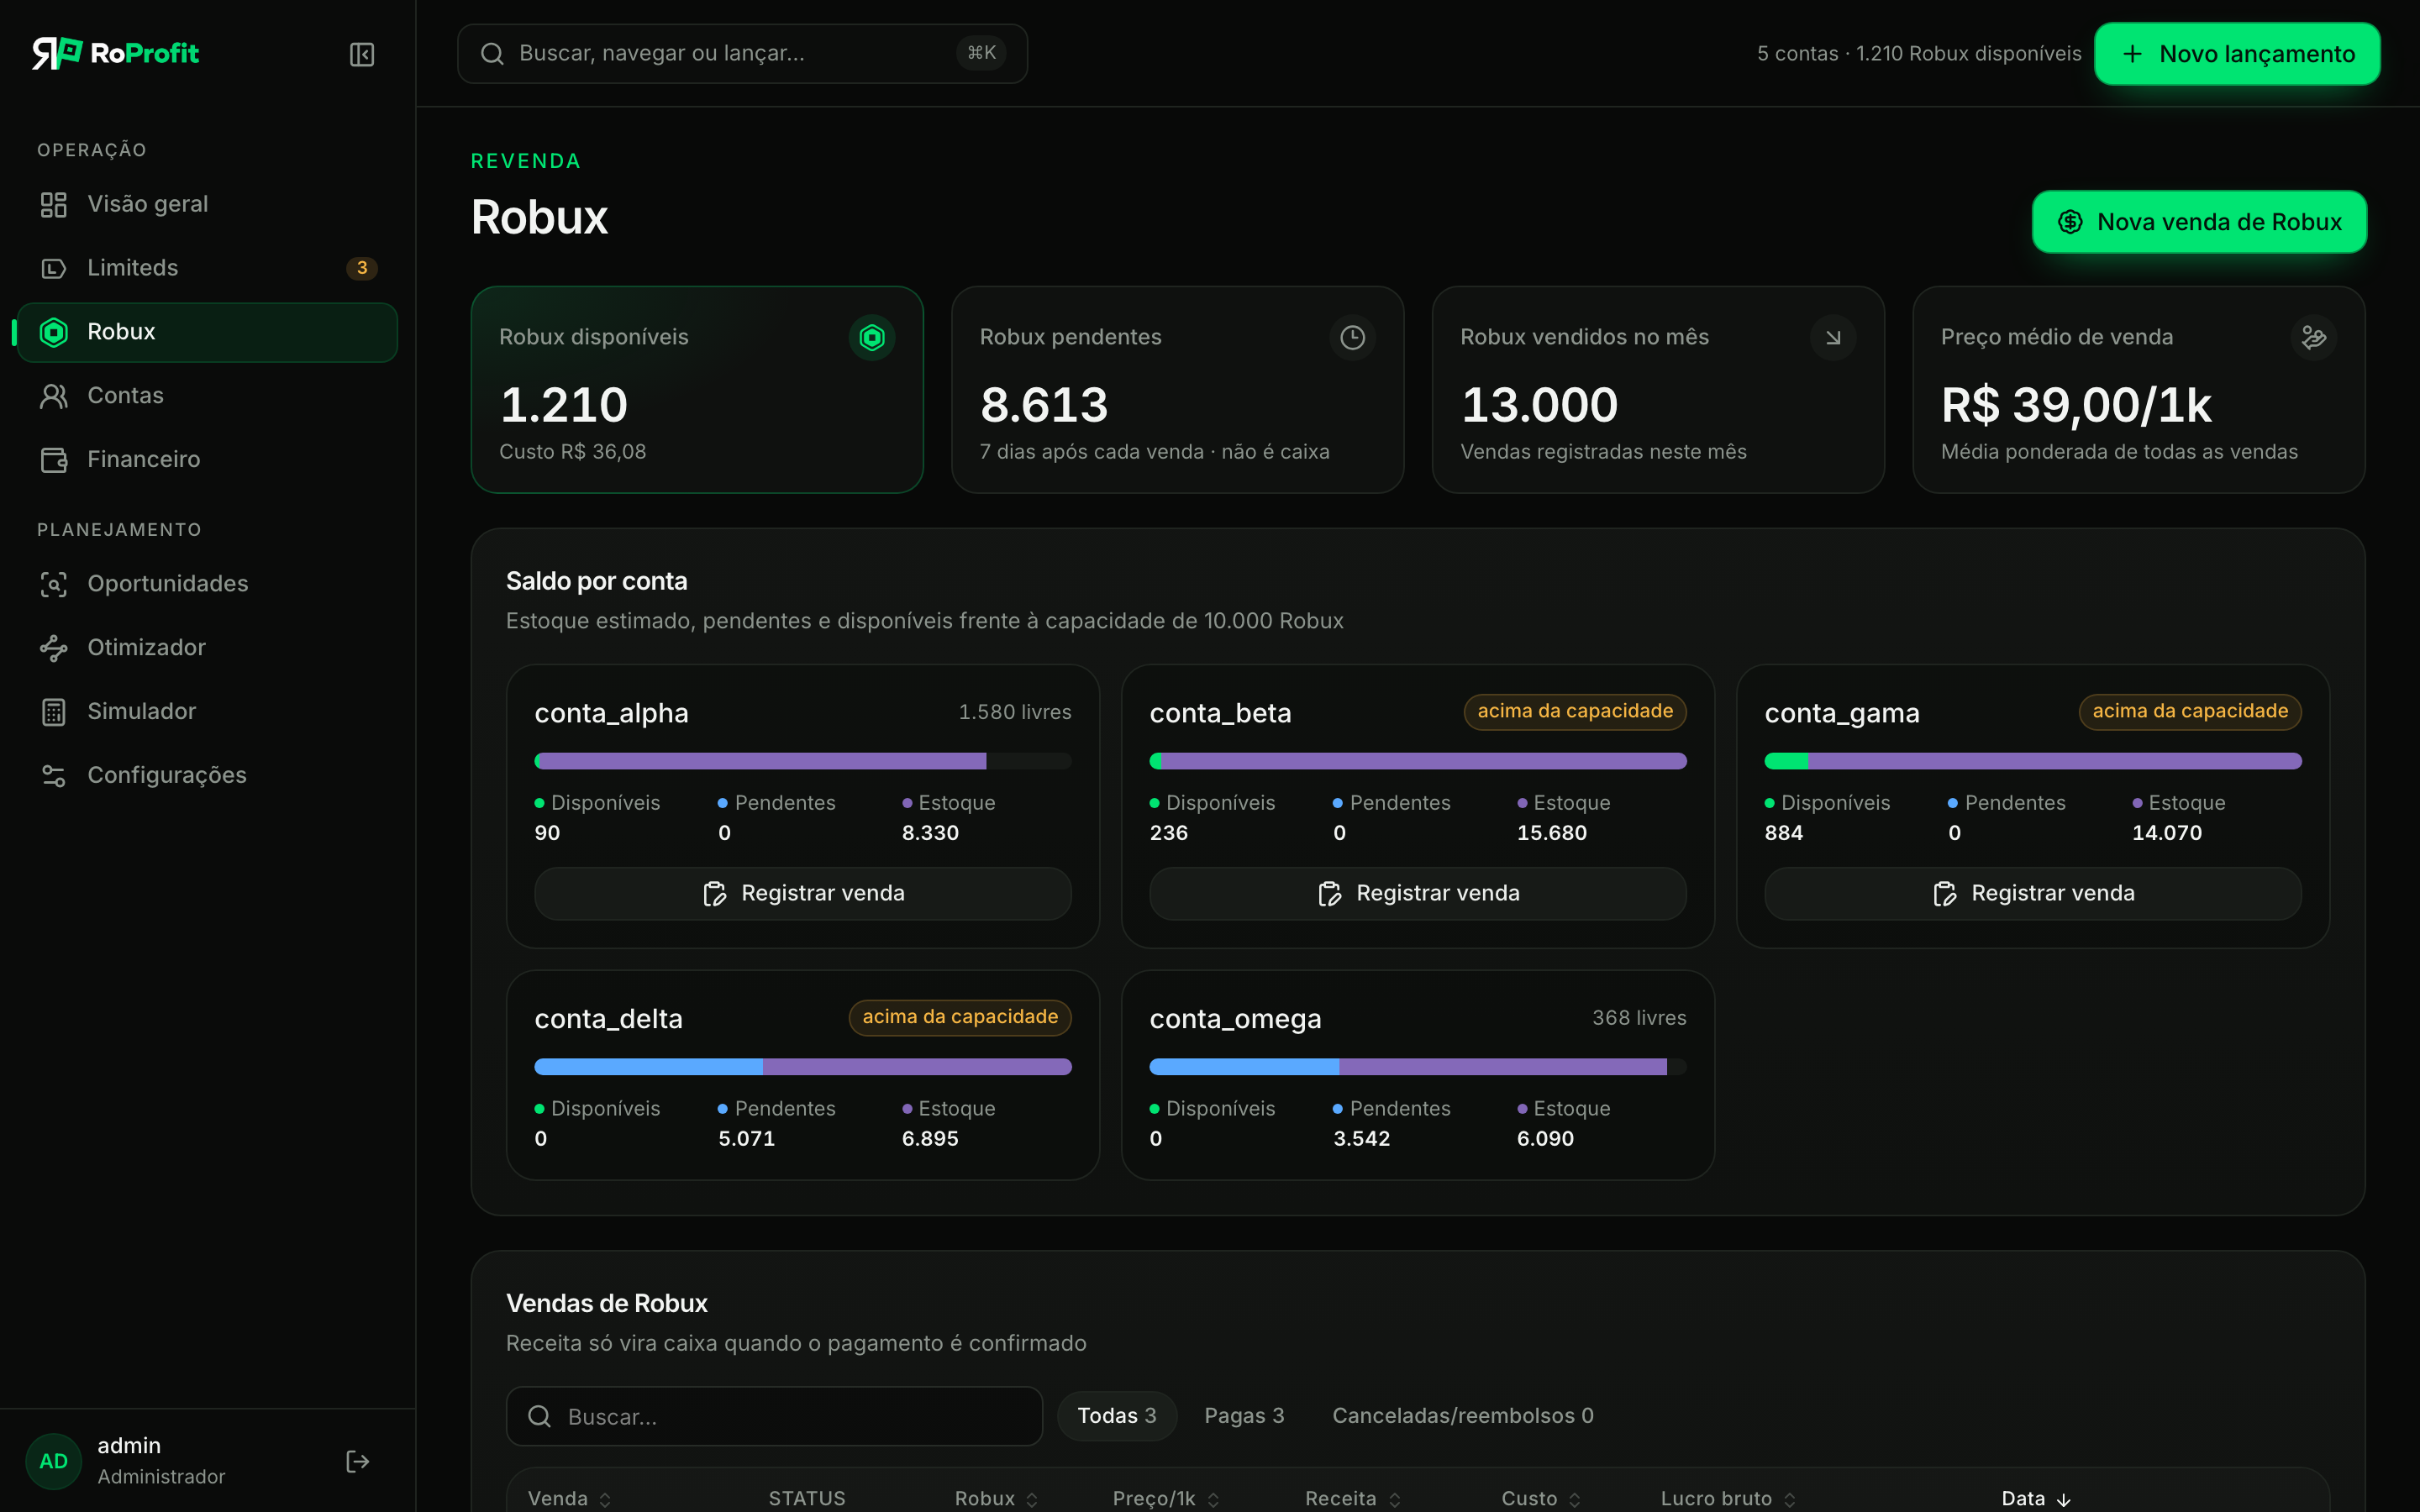 RoProfit
OPERAÇÃO
Visão geral
Limiteds 3
Robux
Contas
Financeiro
PLANEJAMENTO
Oportunidades
Otimizador
Simulador
Configurações
AD
admin
Administrador
Buscar, navegar ou lançar... ⌘K
5 contas · 1.210 Robux disponíveis
+ Novo lançamento
REVENDA
Robux
Nova venda de Robux
Robux disponíveis
1.210
Custo R$ 36,08
Robux pendentes
8.613
7 dias após cada venda · não é caixa
Robux vendidos no mês
13.000
Vendas registradas neste mês
Preço médio de venda
R$ 39,00/1k
Média ponderada de todas as vendas
Saldo por conta
Estoque estimado, pendentes e disponíveis frente à capacidade de 10.000 Robux
conta_alpha 1.580 livres
Disponíveis Pendentes Estoque
90 0 8.330
Registrar venda
conta_beta acima da capacidade
Disponíveis Pendentes Estoque
236 0 15.680
Registrar venda
conta_gama acima da capacidade
Disponíveis Pendentes Estoque
884 0 14.070
Registrar venda
conta_delta acima da capacidade
Disponíveis Pendentes Estoque
0 5.071 6.895
conta_omega 368 livres
Disponíveis Pendentes Estoque
0 3.542 6.090
Vendas de Robux
Receita só vira caixa quando o pagamento é confirmado
Buscar... Todas 3 Pagas 3 Canceladas/reembolsos 0
Venda STATUS Robux Preço/1k Receita Custo Lucro bruto Data